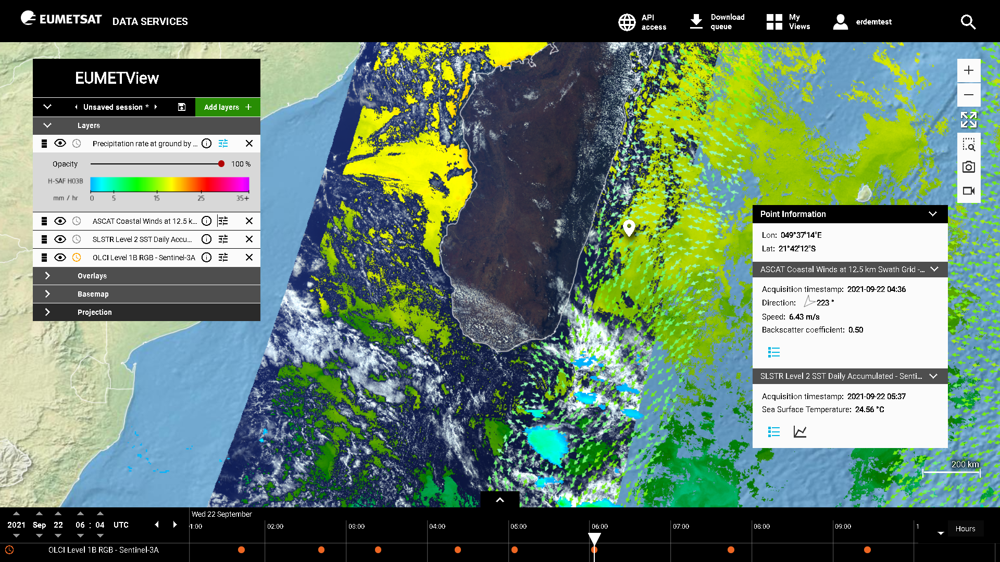 EUMETSAT DATA SERVICES
API access
Download queue
My Views
erdemtest
EUMETView
Unsaved session *
Add layers
Layers
Precipitation rate at ground by ...
Opacity 100 %
H-SAF H03B
mm / hr 0 5 15 25 35+
ASCAT Coastal Winds at 12.5 k...
SLSTR Level 2 SST Daily Accu...
OLCI Level 1B RGB - Sentinel-3A
Overlays
Basemap
Projection
Point Information
Lon: 049°37'14"E
Lat: 21°42'12"S
ASCAT Coastal Winds at 12.5 km Swath Grid -...
Acquisition timestamp: 2021-09-22 04:36
Direction: 223 °
Speed: 6.43 m/s
Backscatter coefficient: 0.50
SLSTR Level 2 SST Daily Accumulated - Senti...
Acquisition timestamp: 2021-09-22 05:37
Sea Surface Temperature: 24.56 °C
200 km
Wed 22 September
2021 Sep 22 06 : 04 UTC
1:00 02:00 03:00 04:00 05:00 06:00 07:00 08:00 09:00 1
Hours
OLCI Level 1B RGB - Sentinel-3A